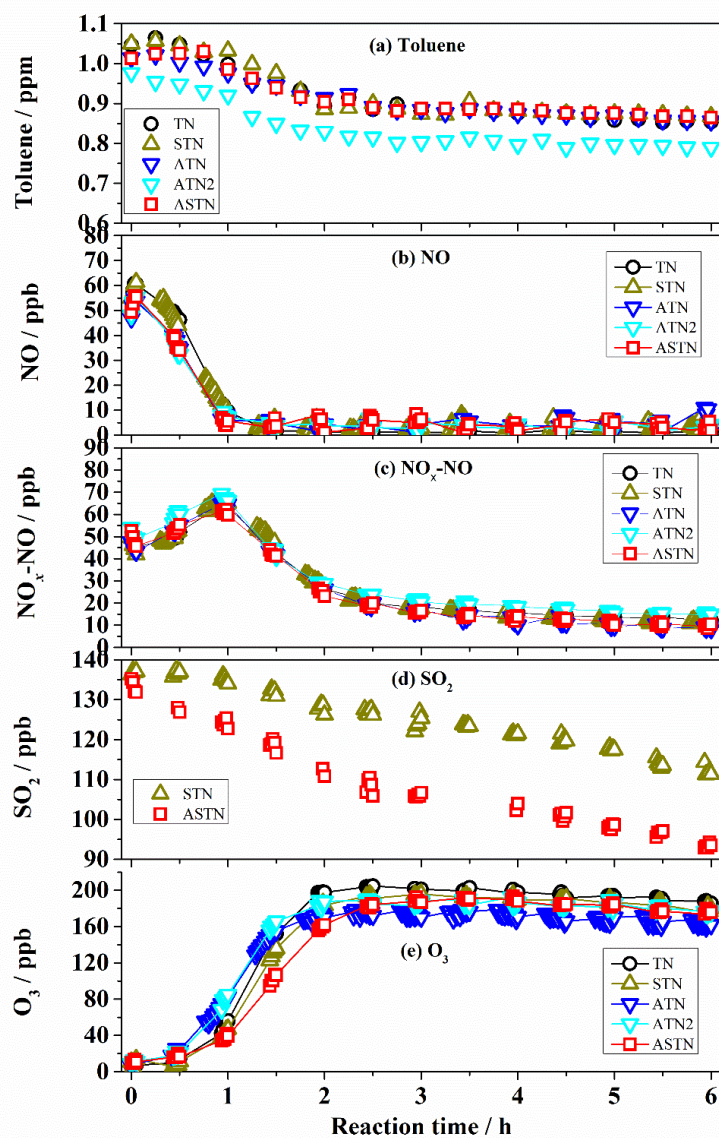 1.1
(a) Toluene
1.0
0.9
0.8
0.7
0.6
Toluene / ppm
TN
STN
ATN
ATN2
ASTN
80
(b) NO
70
60
50
40
30
20
10
0
NO / ppb
TN
STN
ATN
ATN2
ASTN
90
(c) NOx-NO
80
70
60
50
40
30
20
10
0
NOx-NO / ppb
TN
STN
ATN
ATN2
ASTN
140
(d) SO2
130
120
110
100
90
SO2 / ppb
STN
ASTN
200
160
120
80
40
0
O3 / ppb
(e) O3
TN
STN
ATN
ATN2
ASTN
0 1 2 3 4 5 6
Reaction time / h